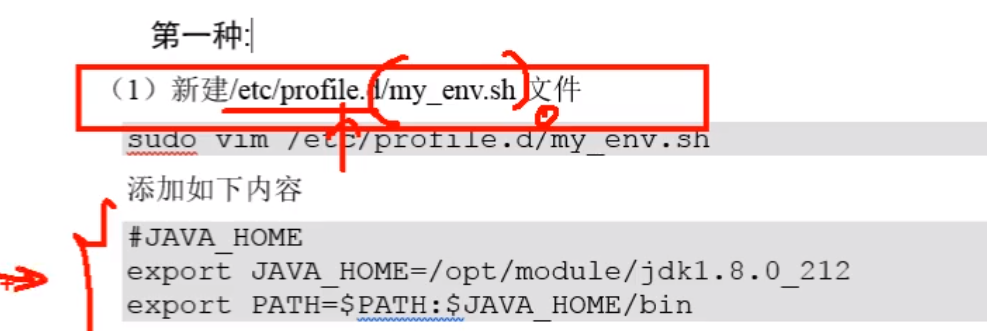 第一种:
（1）新建/etc/profile.d/my_env.sh 文件
sudo vim /etc/profile.d/my_env.sh
添加如下内容
#JAVA_HOME
export JAVA_HOME=/opt/module/jdk1.8.0_212
export PATH=$PATH:$JAVA_HOME/bin